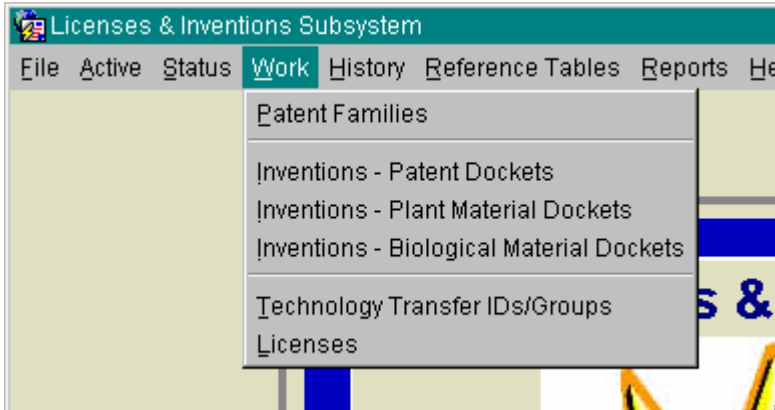 Licenses & Inventions Subsystem
File Active Status Work History Reference Tables Reports
Patent Families
Inventions - Patent Dockets
Inventions - Plant Material Dockets
Inventions - Biological Material Dockets
Technology Transfer IDs/Groups
Licenses
s &